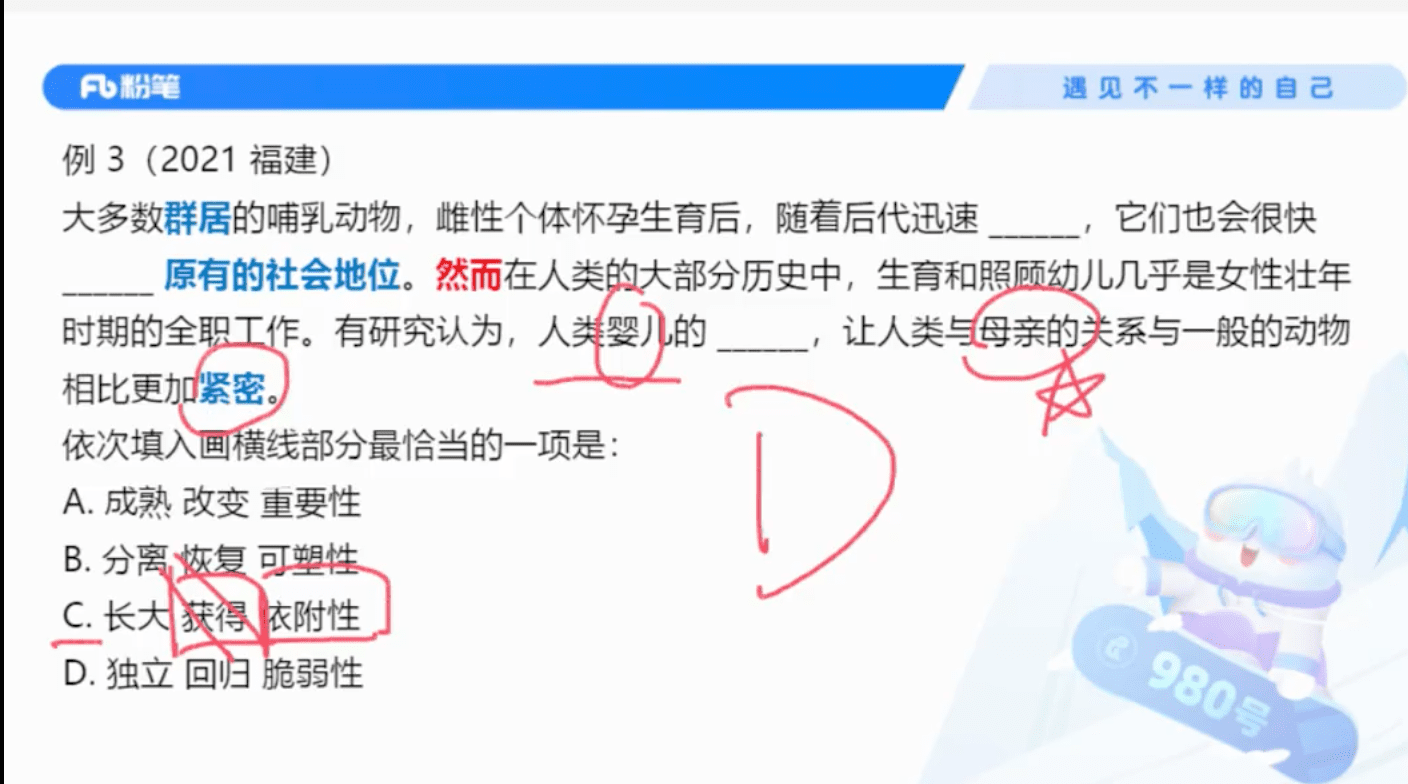 粉笔
遇见不一样的自己
例 3（2021 福建）
大多数群居的哺乳动物，雌性个体怀孕生育后，随着后代迅速 ______，它们也会很快
______ 原有的社会地位。然而在人类的大部分历史中，生育和照顾幼儿几乎是女性壮年
时期的全职工作。有研究认为，人类婴儿的 ______，让人类与母亲的关系与一般的动物
相比更加紧密。
依次填入画横线部分最恰当的一项是：
A. 成熟 改变 重要性
B. 分离 恢复 可塑性
C. 长大 获得 依附性
D. 独立 回归 脆弱性
D
980号